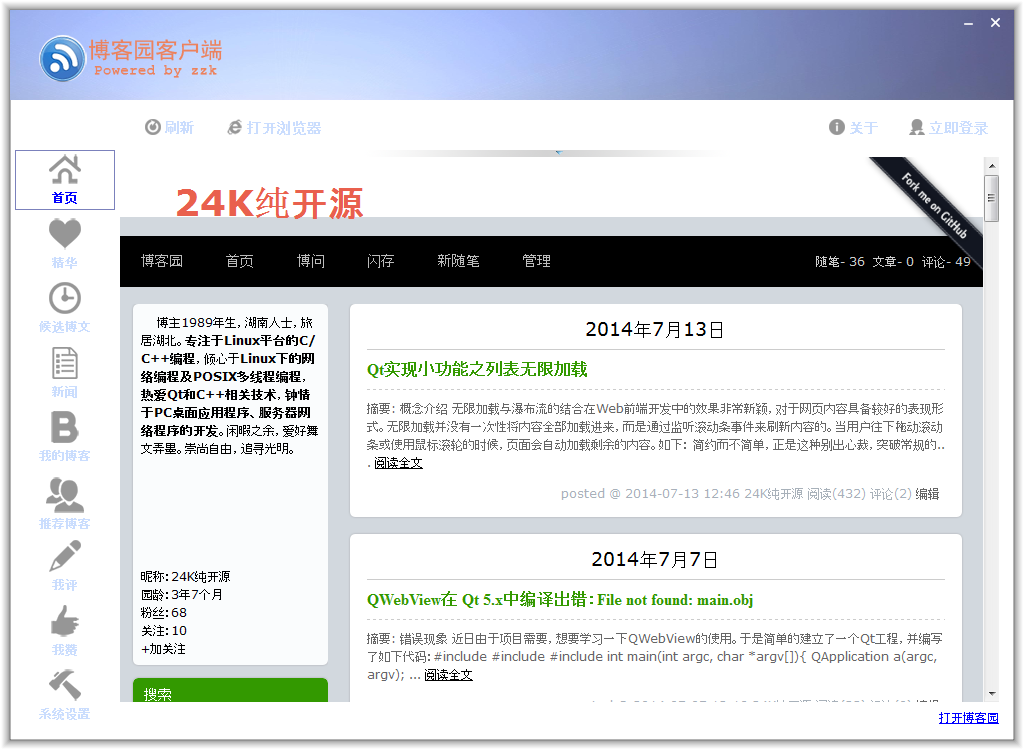 博客园客户端
Powered by zzk
刷新 打开浏览器 关于 立即登录
首页
精华
候选博文
新闻
我的博客
推荐博客
我评
我赞
系统设置
24K纯开源
Fork me on GitHub
博客园 首页 博问 闪存 新随笔 管理 随笔- 36 文章- 0 评论- 49
博主1989年生，湖南人士，旅
居湖北。专注于Linux平台的C/
C++编程，倾心于Linux下的网
络编程及POSIX多线程编程，
热爱Qt和C++相关技术，钟情
于PC桌面应用程序、服务器网
络程序的开发。闲暇之余，爱好舞
文弄墨。崇尚自由，追寻光明。
昵称：24K纯开源
园龄：3年7个月
粉丝：68
关注：10
+加关注
搜索
2014年7月13日
Qt实现小功能之列表无限加载
摘要: 概念介绍 无限加载与瀑布流的结合在Web前端开发中的效果非常新颖，对于网页内容具备较好的表现形
式。无限加载并没有一次性将内容全部加载进来，而是通过监听滚动条事件来刷新内容的。当用户往下拖动滚动
条或使用鼠标滚轮的时候，页面会自动加载剩余的内容。如下：简约而不简单，正是这种别出心裁，突破常规的..
. 阅读全文
posted @ 2014-07-13 12:46 24K纯开源 阅读(432) 评论(2) 编辑
2014年7月7日
QWebView在 Qt 5.x中编译出错：File not found: main.obj
摘要: 错误现象 近日由于项目需要，想要学习一下QWebView的使用。于是简单的建立了一个Qt工程，并编写
了如下代码: #include #include #include int main(int argc, char *argv[]){ QApplication a(argc,
argv); ... 阅读全文
打开博客园